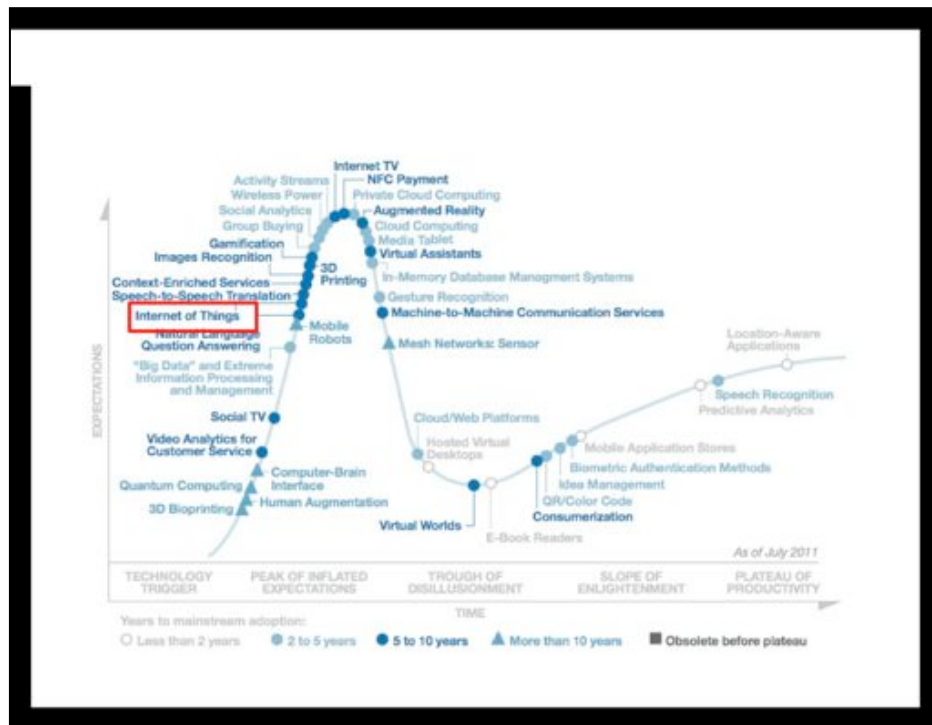 Internet TV
Activity Streams
NFC Payment
Wireless Power
Private Cloud Computing
Social Analytics
Augmented Reality
Group Buying
Cloud Computing
Gamification
Media Tablet
Images Recognition
Virtual Assistants
3D
Printing
In-Memory Database Managment Systems
Context-Enriched Services
Speech-to-Speech Translation
Gesture Recognition
Internet of Things
Machine-to-Machine Communication Services
Natural Language
Question Answering
Mobile
Robots
Mesh Networks: Sensor
Location-Aware
Applications
"Big Data" and Extreme
Information Processing
and Management
EXPECTATIONS
Speech Recognition
Predictive Analytics
Social TV
Cloud/Web Platforms
Video Analytics for
Customer Service
Hosted Virtual
Desktops
Mobile Application Stores
Computer-Brain
Interface
Biometric Authentication Methods
Quantum Computing
Idea Management
Human Augmentation
QR/Color Code
3D Bioprinting
Consumerization
Virtual Worlds
E-Book Readers
As of July 2011
TECHNOLOGY
TRIGGER
PEAK OF INFLATED
EXPECTATIONS
TROUGH OF
DISILLUSIONMENT
SLOPE OF
ENLIGHTENMENT
PLATEAU OF
PRODUCTIVITY
TIME
Years to mainstream adoption:
Less than 2 years
2 to 5 years
5 to 10 years
More than 10 years
Obsolete before plateau